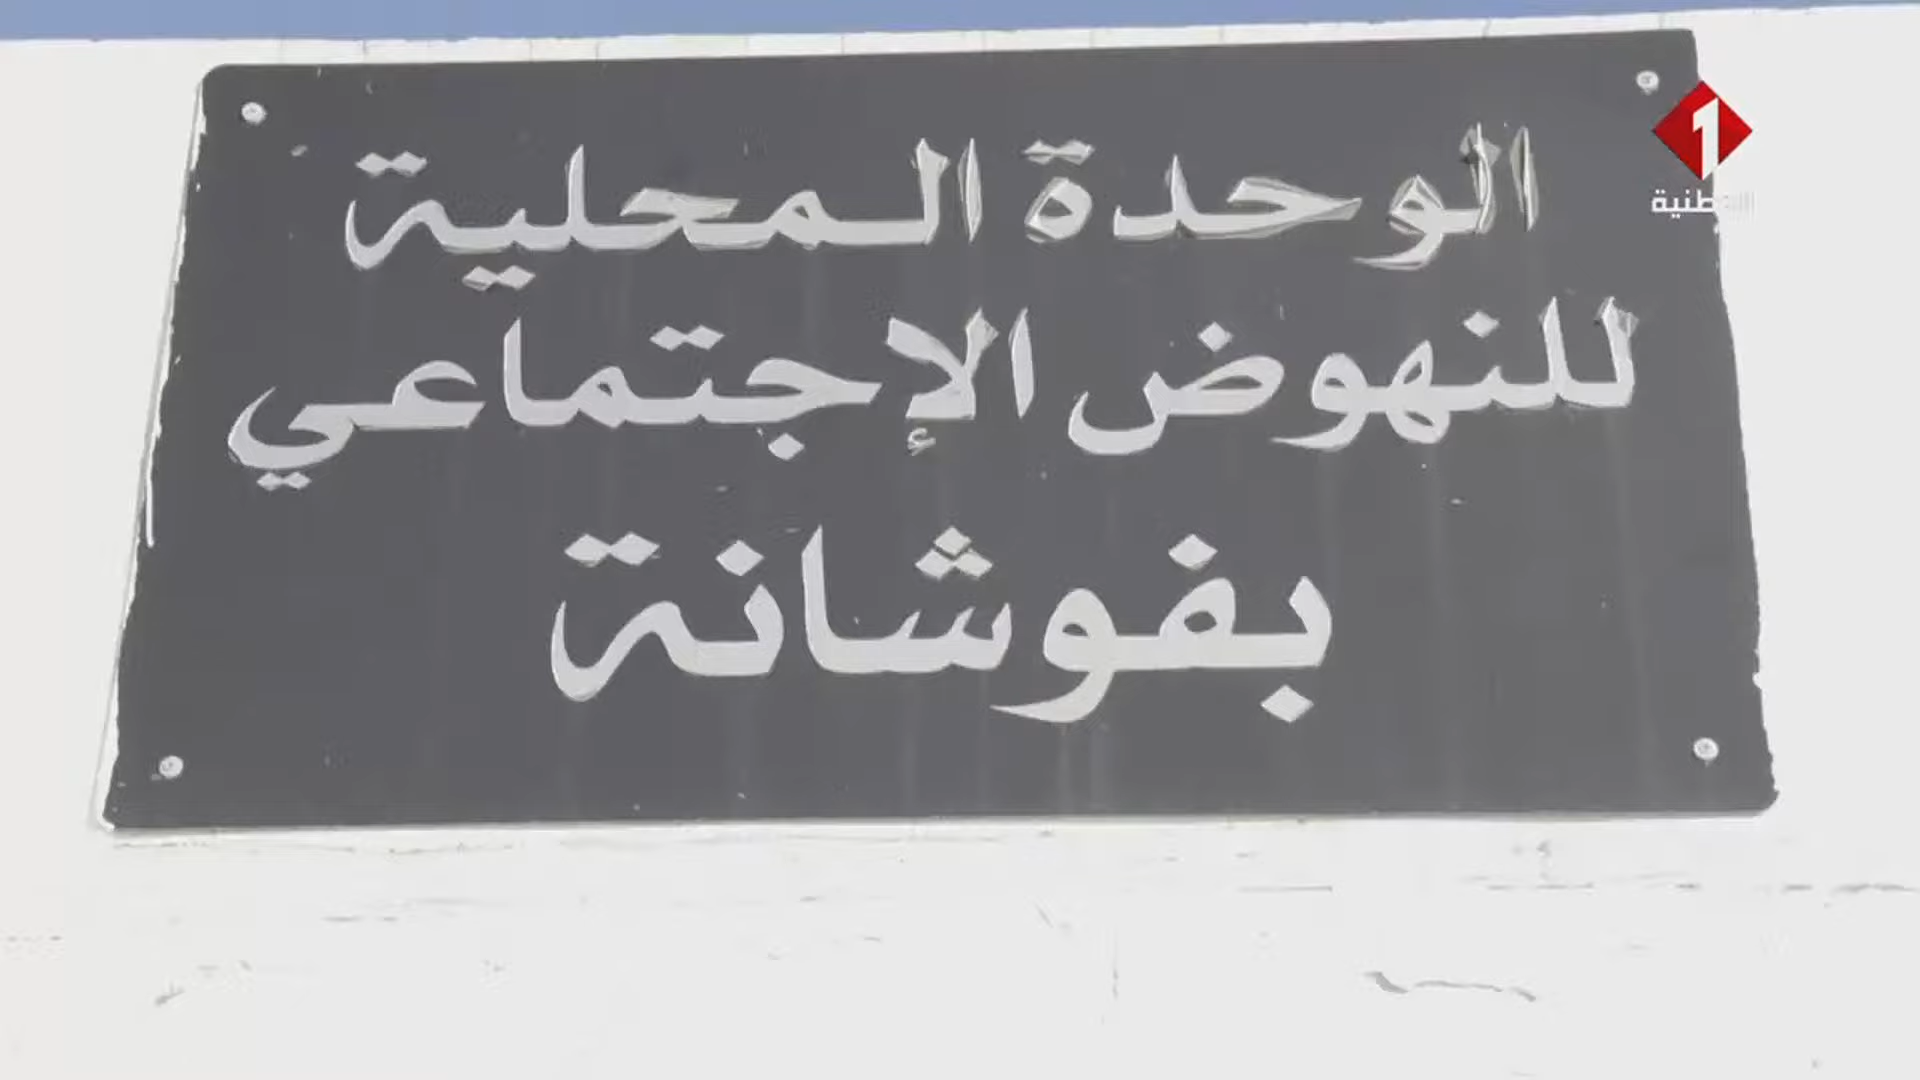 الوحدة المحلية
للنهوض الإجتماعي
بفوشانة
1
الوطنية